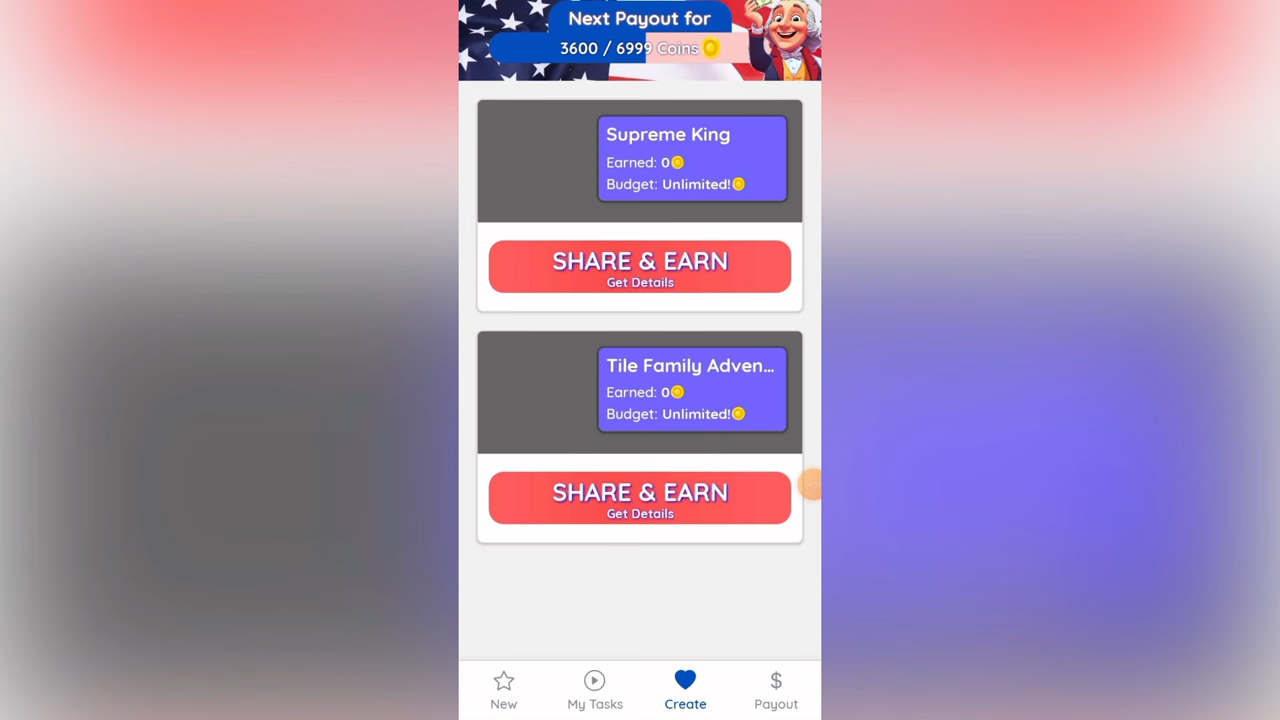 Next Payout for
3600 / 6999 Coins
Supreme King
Earned: 0
Budget: Unlimited!
SHARE & EARN
Get Details
Tile Family Adven...
Earned: 0
Budget: Unlimited!
SHARE & EARN
Get Details
New
My Tasks
Create
$
Payout